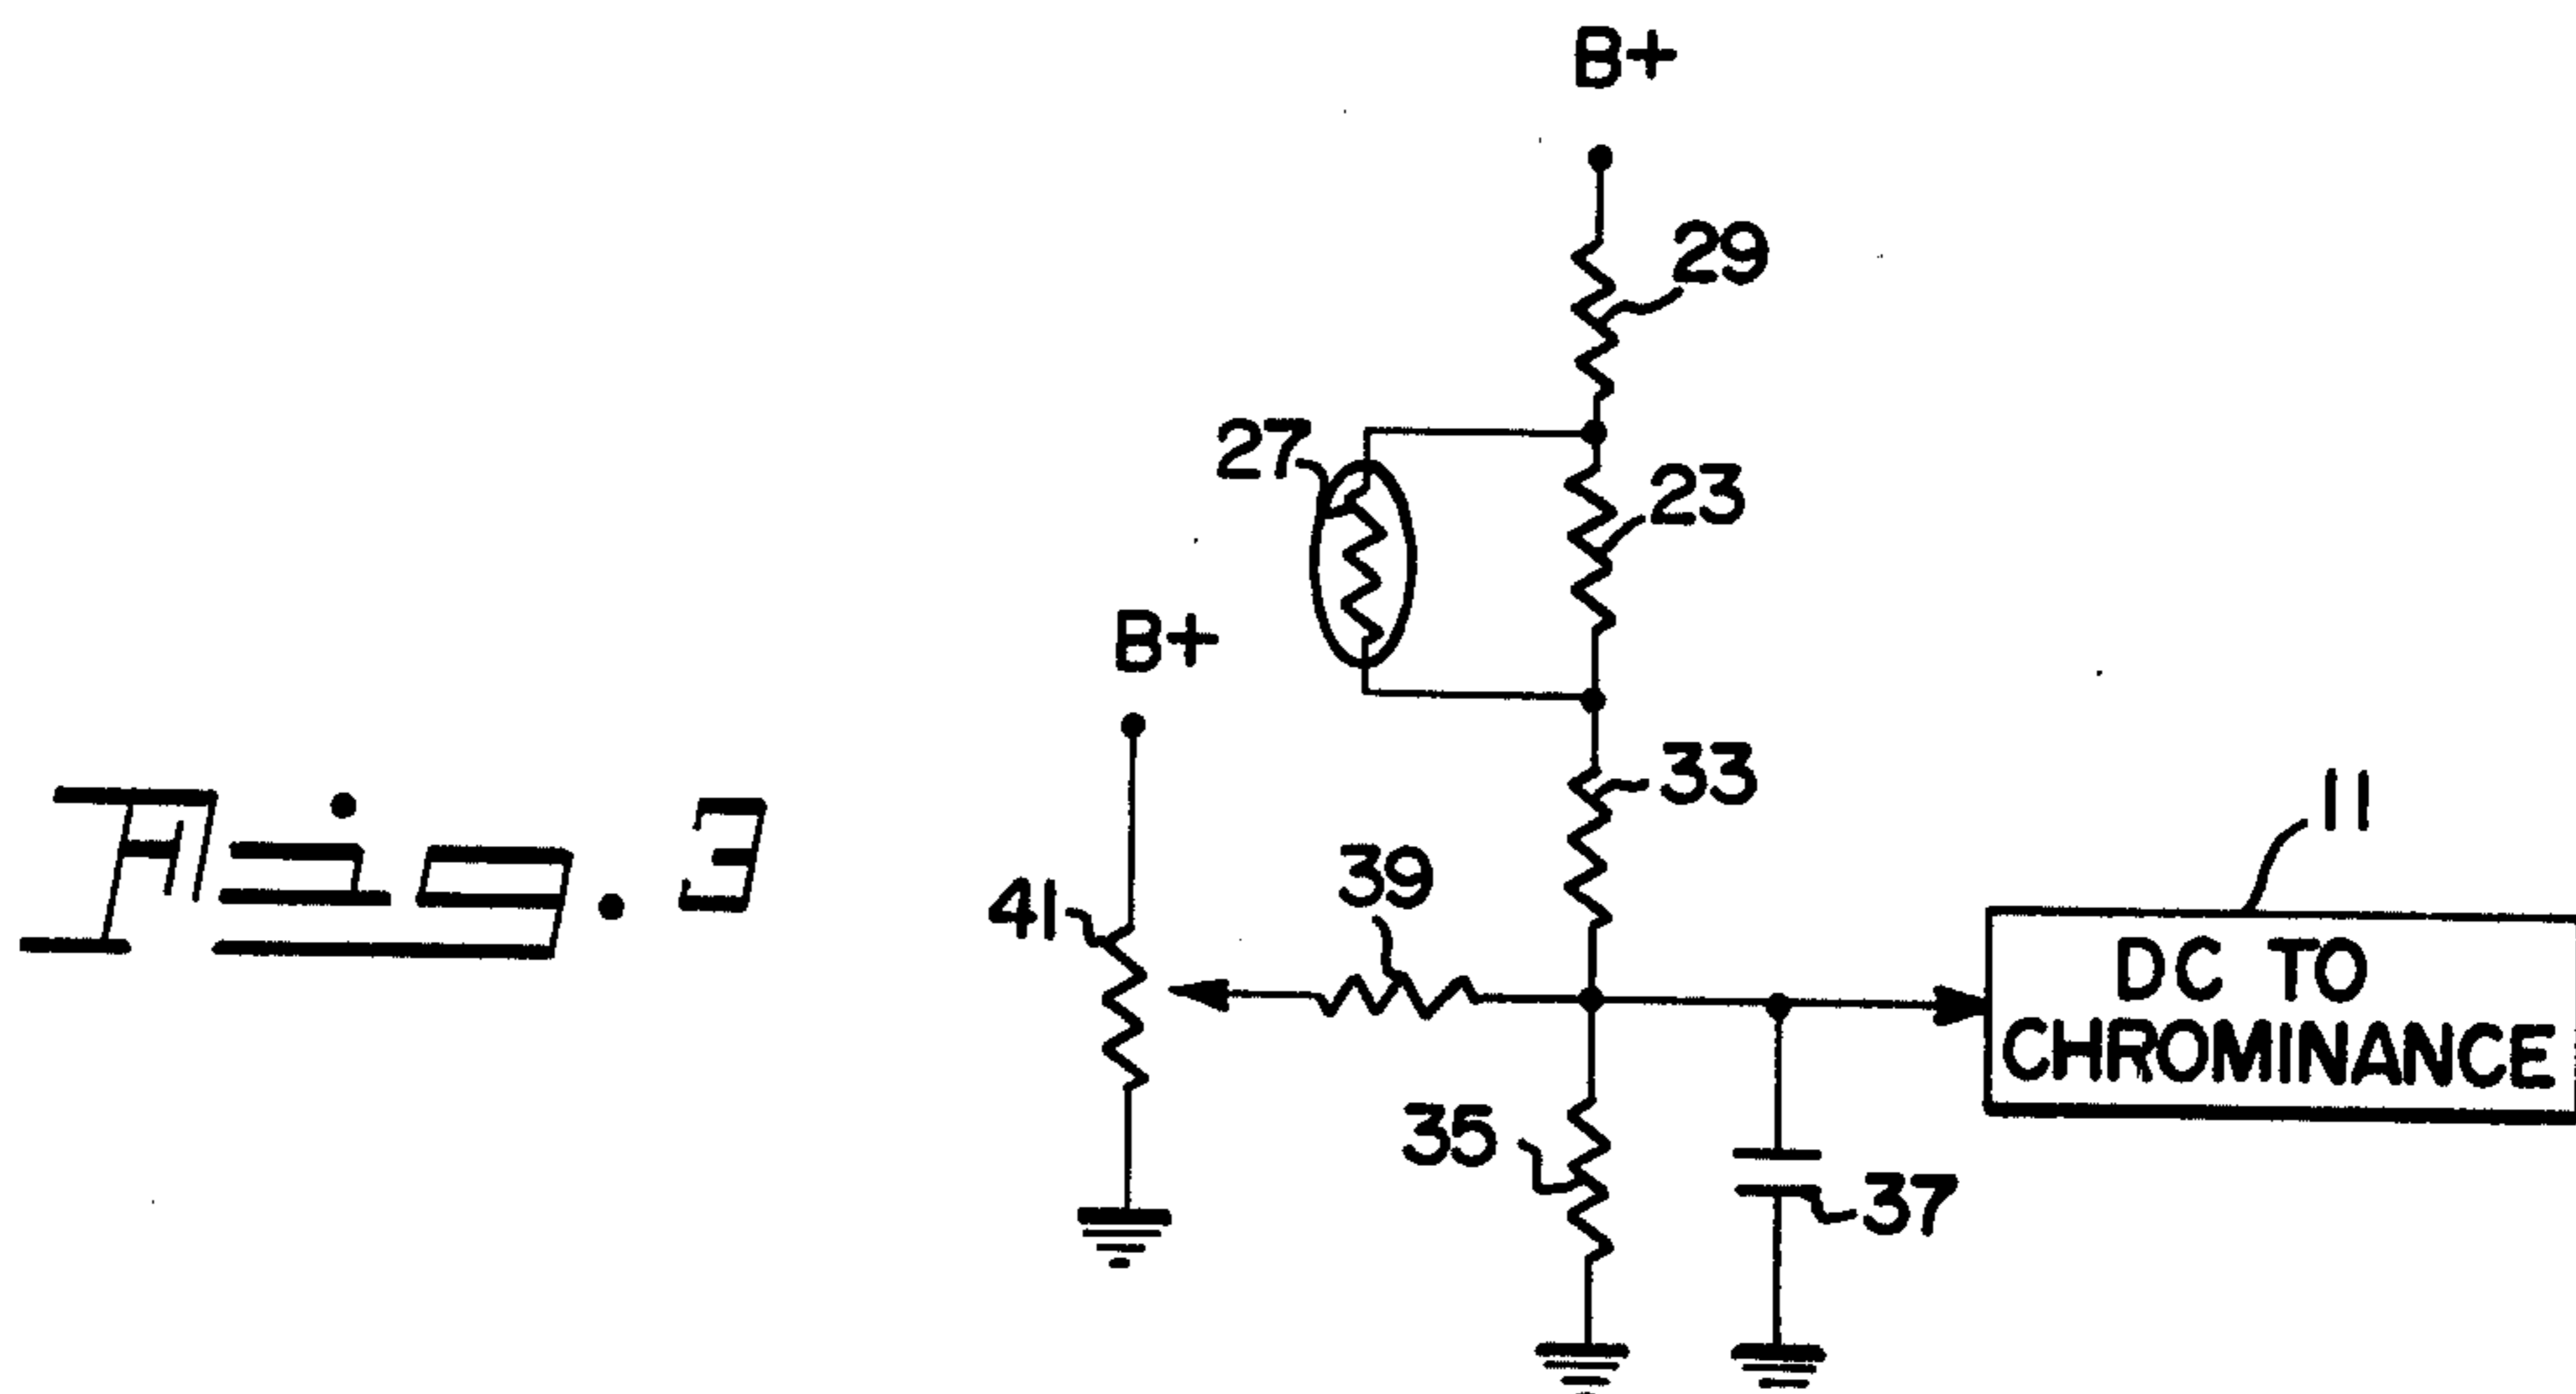 B+
29
27
23
B+
33
Fig. 3
11
39
41
DC TO
CHROMINANCE
35
37